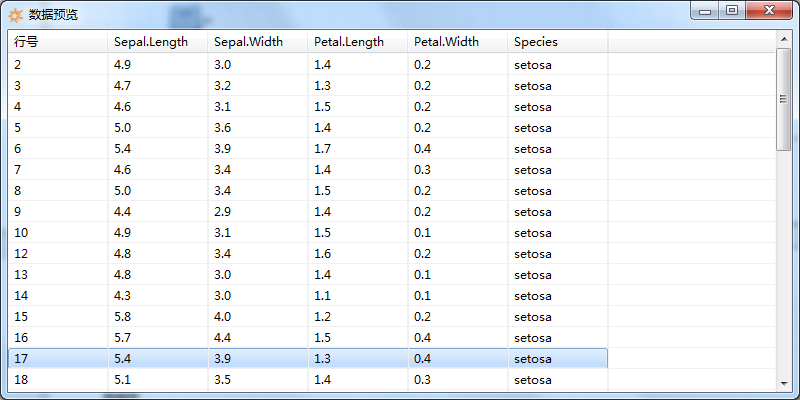 数据预览
行号 Sepal.Length Sepal.Width Petal.Length Petal.Width Species
2 4.9 3.0 1.4 0.2 setosa
3 4.7 3.2 1.3 0.2 setosa
4 4.6 3.1 1.5 0.2 setosa
5 5.0 3.6 1.4 0.2 setosa
6 5.4 3.9 1.7 0.4 setosa
7 4.6 3.4 1.4 0.3 setosa
8 5.0 3.4 1.5 0.2 setosa
9 4.4 2.9 1.4 0.2 setosa
10 4.9 3.1 1.5 0.1 setosa
12 4.8 3.4 1.6 0.2 setosa
13 4.8 3.0 1.4 0.1 setosa
14 4.3 3.0 1.1 0.1 setosa
15 5.8 4.0 1.2 0.2 setosa
16 5.7 4.4 1.5 0.4 setosa
17 5.4 3.9 1.3 0.4 setosa
18 5.1 3.5 1.4 0.3 setosa